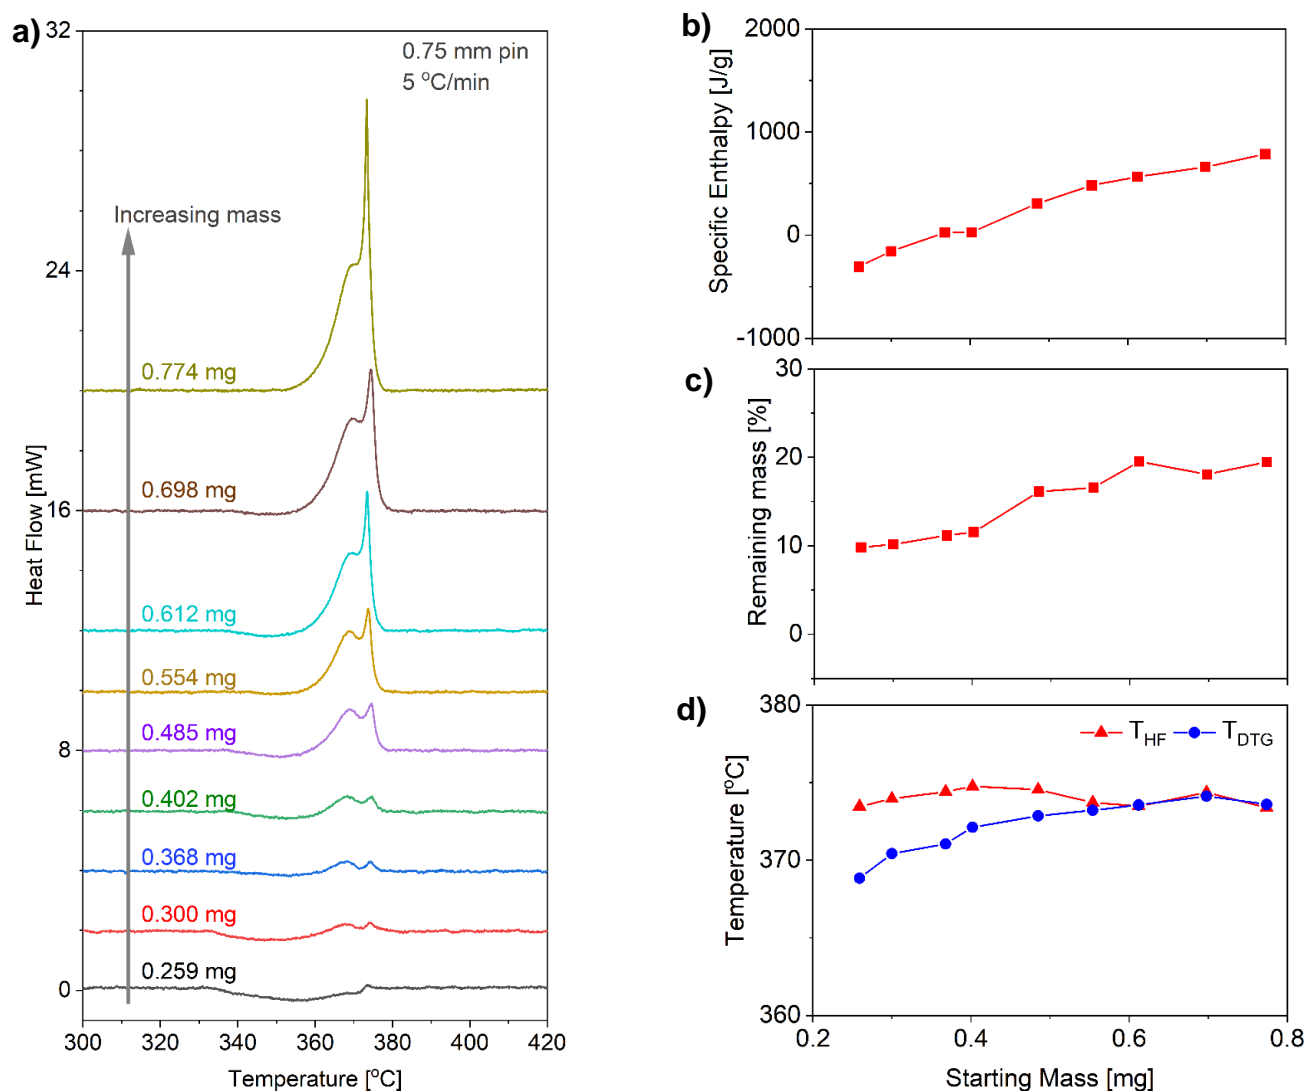 a)
32
24
16
8
0
300
320
340
360
380
400
420
Heat Flow [mW]
Temperature [°C]
0.75 mm pin
5 °C/min
Increasing mass
0.774 mg
0.698 mg
0.612 mg
0.554 mg
0.485 mg
0.402 mg
0.368 mg
0.300 mg
0.259 mg
b)
2000
1000
0
-1000
Specific Enthalpy [J/g]
c)
30
20
10
0
Remaining mass [%]
d)
380
370
360
Temperature [°C]
T_HF
T_DTG
0.2
0.4
0.6
0.8
Starting Mass [mg]